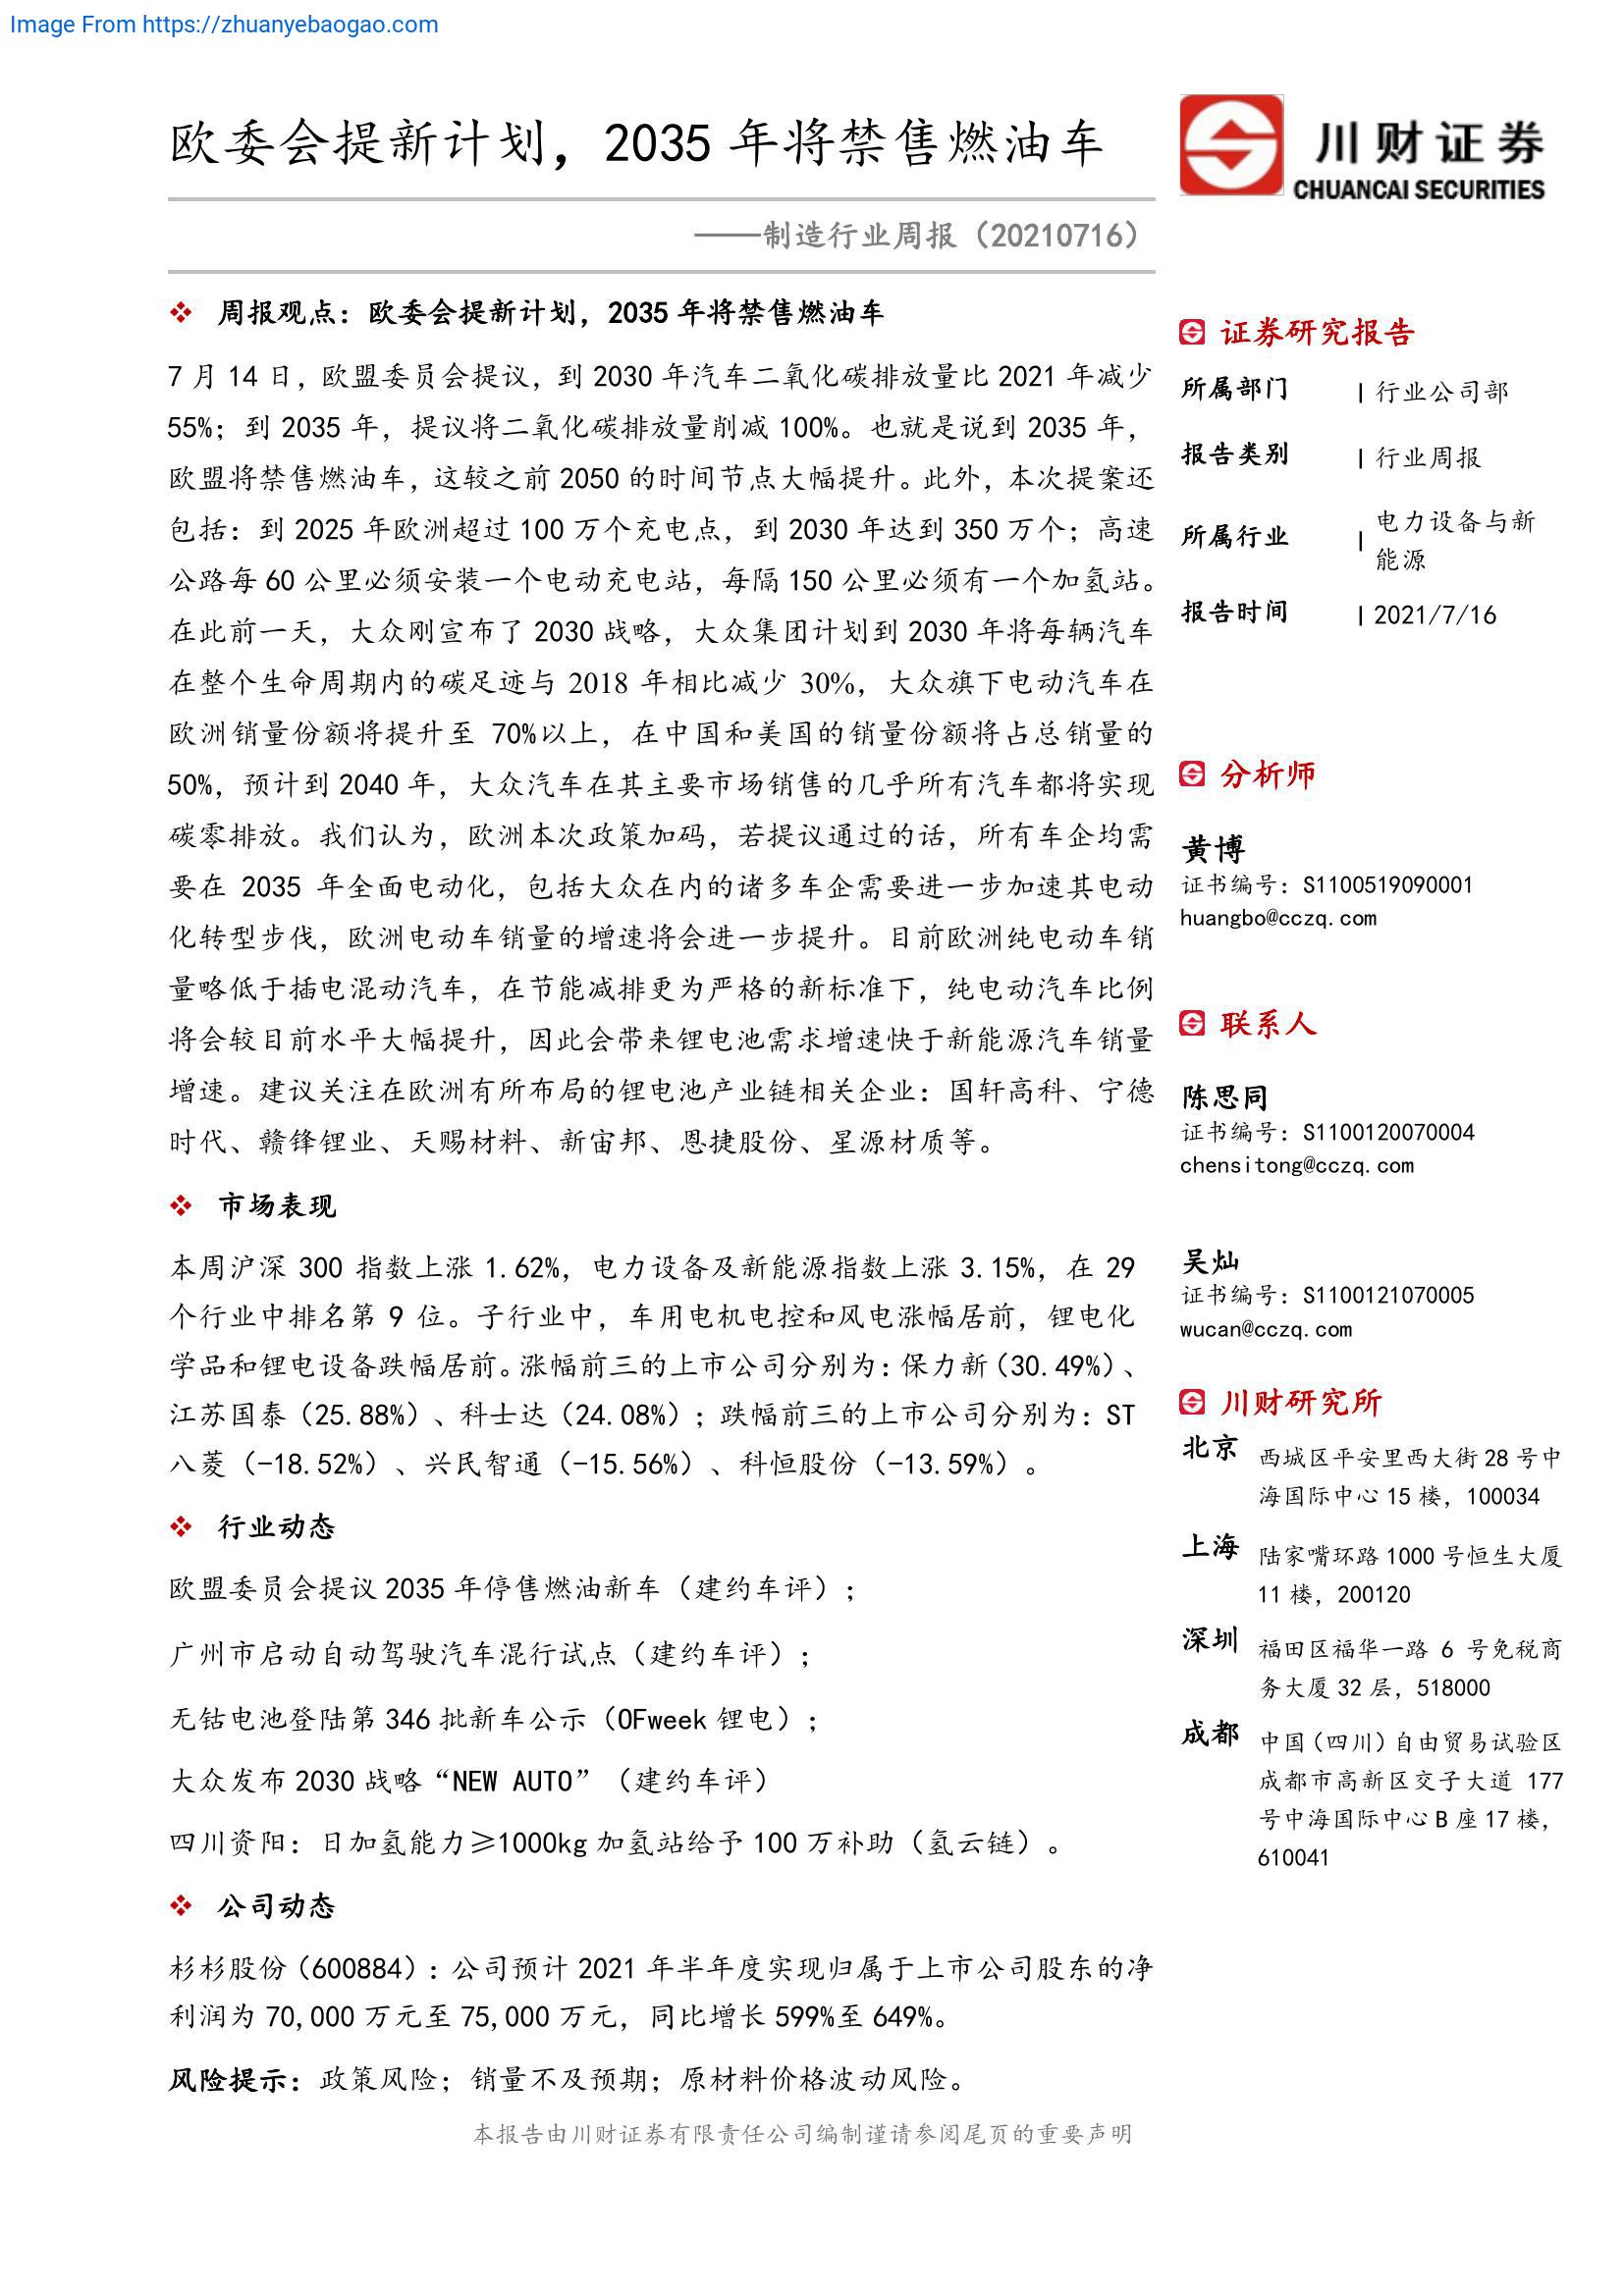 Image From https://zhuanyebaogao.com
欧委会提新计划，2035 年将禁售燃油车
——制造行业周报（20210716）
川财证券
CHUANCAI SECURITIES
周报观点：欧委会提新计划，2035 年将禁售燃油车
7 月 14 日，欧盟委员会提议，到 2030 年汽车二氧化碳排放量比 2021 年减少
55%；到 2035 年，提议将二氧化碳排放量削减 100%。也就是说到 2035 年，
欧盟将禁售燃油车，这较之前 2050 的时间节点大幅提升。此外，本次提案还
包括：到 2025 年欧洲超过 100 万个充电点，到 2030 年达到 350 万个；高速
公路每 60 公里必须安装一个电动充电站，每隔 150 公里必须有一个加氢站。
在此前一天，大众刚宣布了 2030 战略，大众集团计划到 2030 年将每辆汽车
在整个生命周期内的碳足迹与 2018 年相比减少 30%，大众旗下电动汽车在
欧洲销量份额将提升至 70%以上，在中国和美国的销量份额将占总销量的
50%，预计到 2040 年，大众汽车在其主要市场销售的几乎所有汽车都将实现
碳零排放。我们认为，欧洲本次政策加码，若提议通过的话，所有车企均需
要在 2035 年全面电动化，包括大众在内的诸多车企需要进一步加速其电动
化转型步伐，欧洲电动车销量的增速将会进一步提升。目前欧洲纯电动车销
量略低于插电混动汽车，在节能减排更为严格的新标准下，纯电动汽车比例
将会较目前水平大幅提升，因此会带来锂电池需求增速快于新能源汽车销量
增速。建议关注在欧洲有所布局的锂电池产业链相关企业：国轩高科、宁德
时代、赣锋锂业、天赐材料、新宙邦、恩捷股份、星源材质等。
市场表现
本周沪深 300 指数上涨 1.62%，电力设备及新能源指数上涨 3.15%，在 29
个行业中排名第 9 位。子行业中，车用电机电控和风电涨幅居前，锂电化
学品和锂电设备跌幅居前。涨幅前三的上市公司分别为：保力新（30.49%）、
江苏国泰（25.88%）、科士达（24.08%）；跌幅前三的上市公司分别为：ST
八菱（-18.52%）、兴民智通（-15.56%）、科恒股份（-13.59%）。
行业动态
欧盟委员会提议 2035 年停售燃油新车（建约车评）；
广州市启动自动驾驶汽车混行试点（建约车评）；
无钴电池登陆第 346 批新车公示（OFweek 锂电）；
大众发布 2030 战略“NEW AUTO”（建约车评）
四川资阳：日加氢能力≥1000kg 加氢站给予 100 万补助（氢云链）。
公司动态
杉杉股份（600884）：公司预计 2021 年半年度实现归属于上市公司股东的净
利润为 70,000 万元至 75,000 万元，同比增长 599%至 649%。
风险提示：政策风险；销量不及预期；原材料价格波动风险。
证券研究报告
所属部门 | 行业公司部
报告类别 | 行业周报
所属行业 | 电力设备与新
能源
报告时间 | 2021/7/16
分析师
黄博
证书编号：S1100519090001
huangbo@cczq.com
联系人
陈思同
证书编号：S1100120070004
chensitong@cczq.com
吴灿
证书编号：S1100121070005
wucan@cczq.com
川财研究所
北京 西城区平安里西大街 28 号中
海国际中心 15 楼，100034
上海 陆家嘴环路 1000 号恒生大厦
11 楼，200120
深圳 福田区福华一路 6 号免税商
务大厦 32 层，518000
成都 中国（四川）自由贸易试验区
成都市高新区交子大道 177
号中海国际中心 B 座 17 楼，
610041
本报告由川财证券有限责任公司编制谨请参阅尾页的重要声明